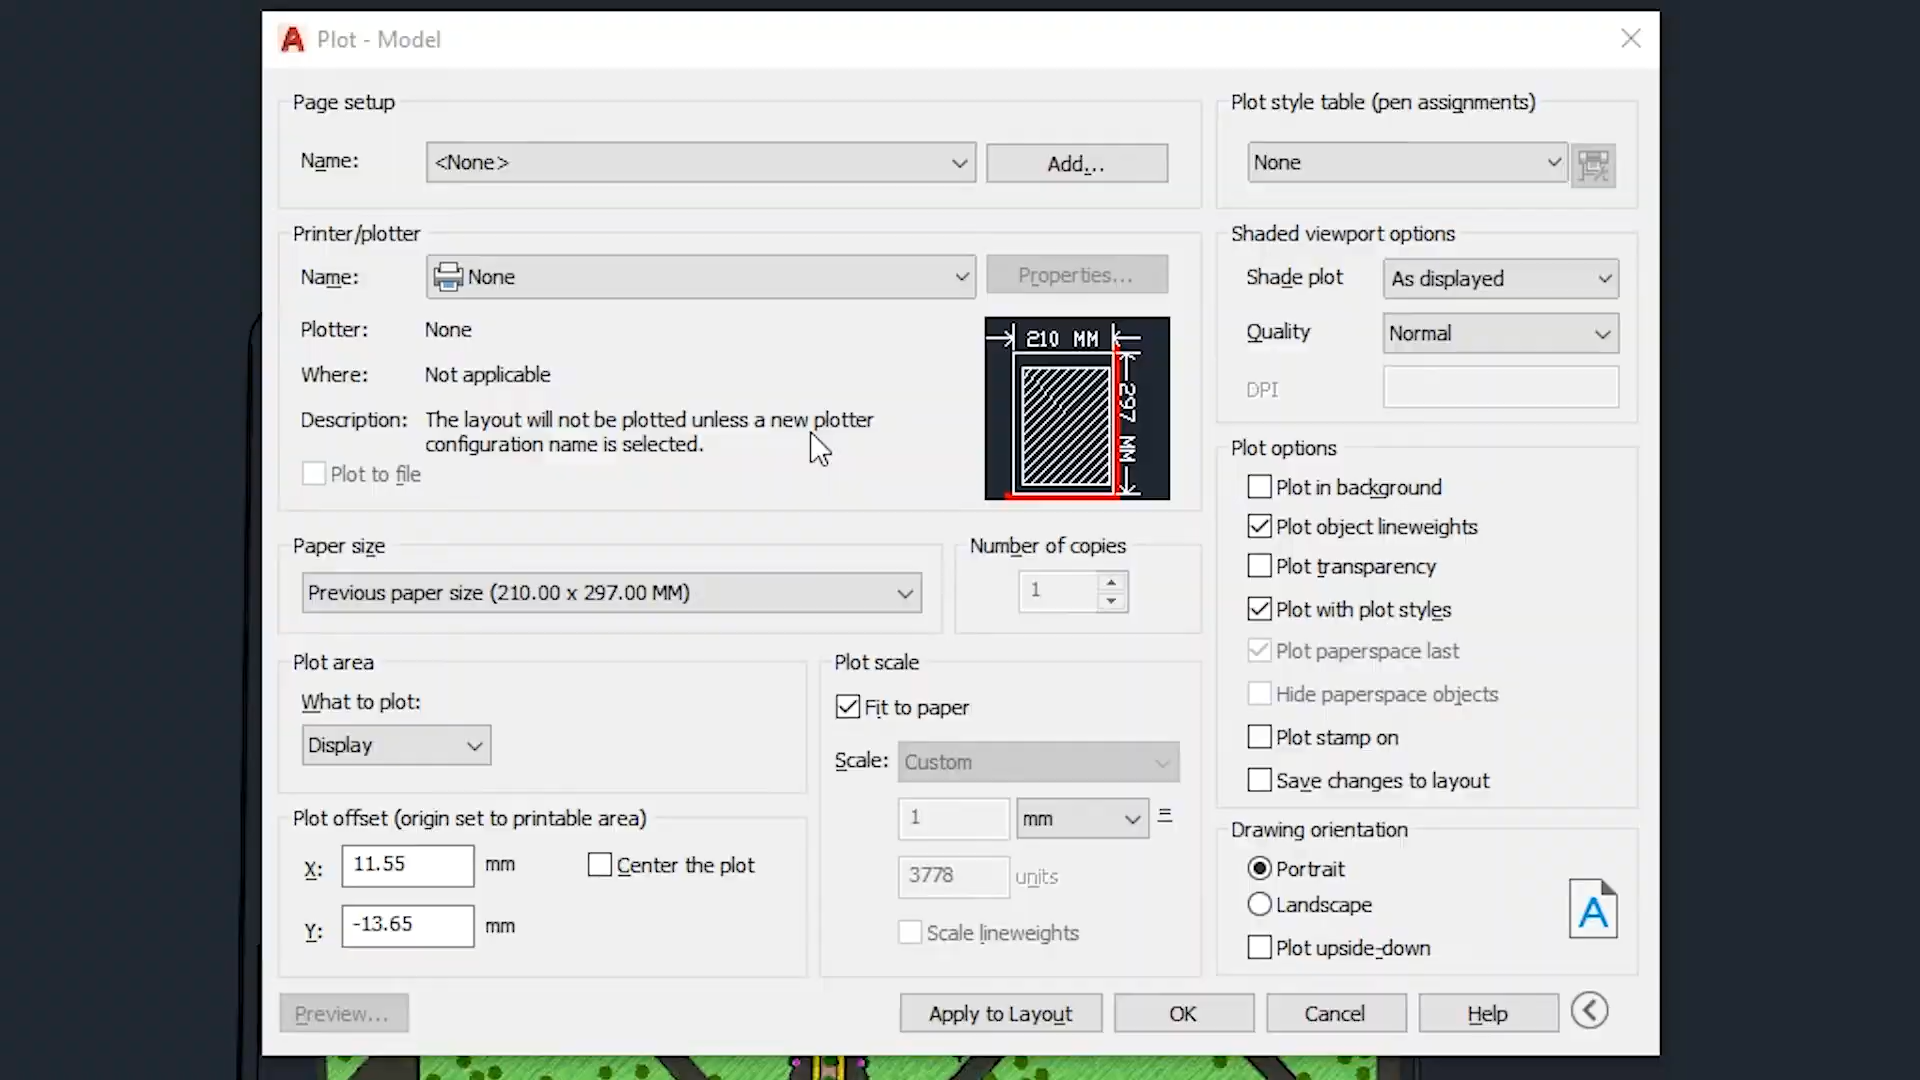 Plot - Model
Page setup
Name:
<None>
Add...
Plot style table (pen assignments)
None
Printer/plotter
Name:
None
Properties...
Plotter:
None
Where:
Not applicable
Description:
The layout will not be plotted unless a new plotter
configuration name is selected.
Plot to file
210 MM
297 MM
Shaded viewport options
Shade plot
As displayed
Quality
Normal
DPI
Paper size
Previous paper size (210.00 x 297.00 MM)
Number of copies
1
Plot options
Plot in background
Plot object lineweights
Plot transparency
Plot with plot styles
Plot paperspace last
Hide paperspace objects
Plot stamp on
Save changes to layout
Plot area
What to plot:
Display
Plot scale
Fit to paper
Scale:
Custom
1
mm
=
3778
units
Scale lineweights
Plot offset (origin set to printable area)
X:
11.55
mm
Center the plot
Y:
-13.65
mm
Drawing orientation
Portrait
Landscape
Plot upside-down
A
Preview...
Apply to Layout
OK
Cancel
Help